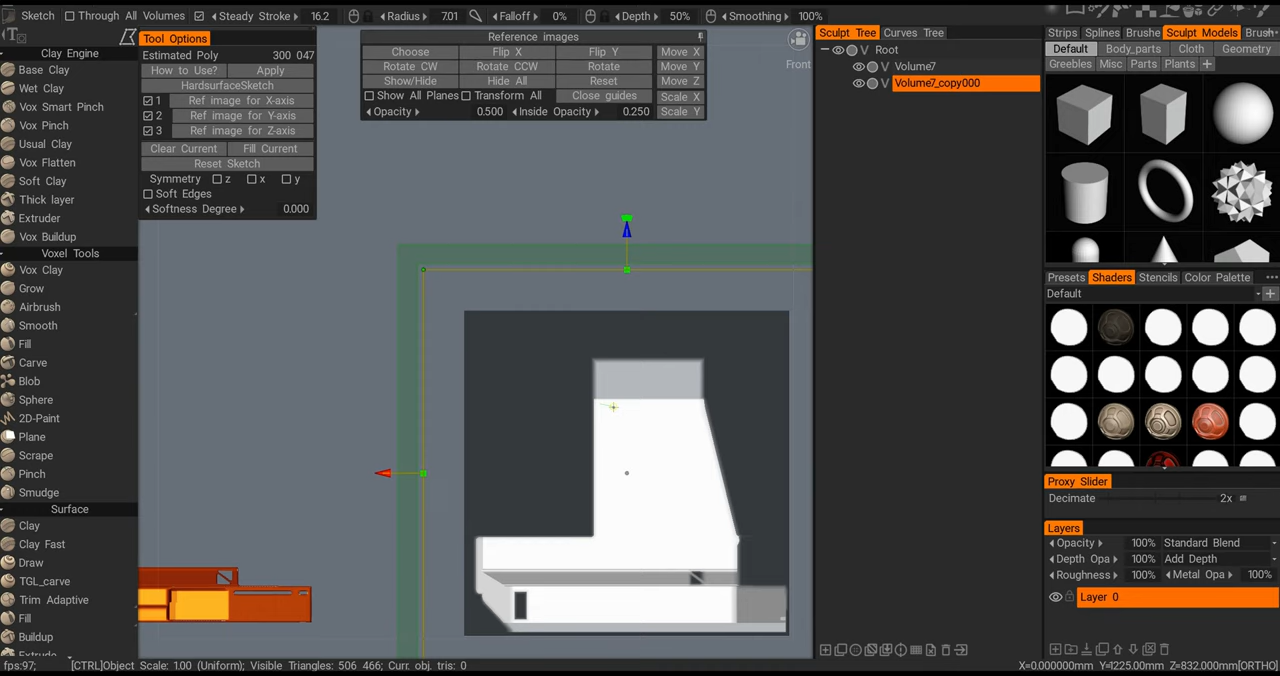 Sketch Through All Volumes Steady Stroke 16.2 Radius 7.01 Falloff 0% Depth 50% Smoothing 100%
Clay Engine
Base Clay
Wet Clay
Vox Smart Pinch
Vox Pinch
Usual Clay
Vox Flatten
Soft Clay
Thick layer
Extruder
Vox Buildup
Voxel Tools
Vox Clay
Grow
Airbrush
Smooth
Fill
Carve
Blob
Sphere
2D-Paint
Plane
Scrape
Pinch
Smudge
Surface
Clay
Clay Fast
Draw
TGL_carve
Trim Adaptive
Fill
Buildup
Tool Options
Estimated Poly 300 047
How to Use? Apply
HardsurfaceSketch
1 Ref image for X-axis
2 Ref image for Y-axis
3 Ref image for Z-axis
Clear Current Fill Current
Reset Sketch
Symmetry z x y
Soft Edges
Softness Degree 0.000
Reference images
Choose Flip X Flip Y Move X
Rotate CW Rotate CCW Rotate Move Y
Show/Hide Hide All Reset Move Z
Show All Planes Transform All Close guides Scale X
Opacity 0.500 Inside Opacity 0.250 Scale Y
Front
Sculpt Tree Curves Tree
Root
V Volume7
V Volume7_copy000
Strips Splines Brushe Sculpt Models Brush
Default Body_parts Cloth Geometry
Greebles Misc Parts Plants
Presets Shaders Stencils Color Palette
Default
Proxy Slider
Decimate 2x
Layers
Opacity 100% Standard Blend
Depth Opa 100% Add Depth
Roughness 100% Metal Opa 100%
Layer 0
fps:97; [CTRL]Object Scale: 1.00 (Uniform); Visible Triangles: 506 466; Curr. obj. tris: 0 X=0.000000mm Y=1225.00mm Z=832.000mm[ORTHO]